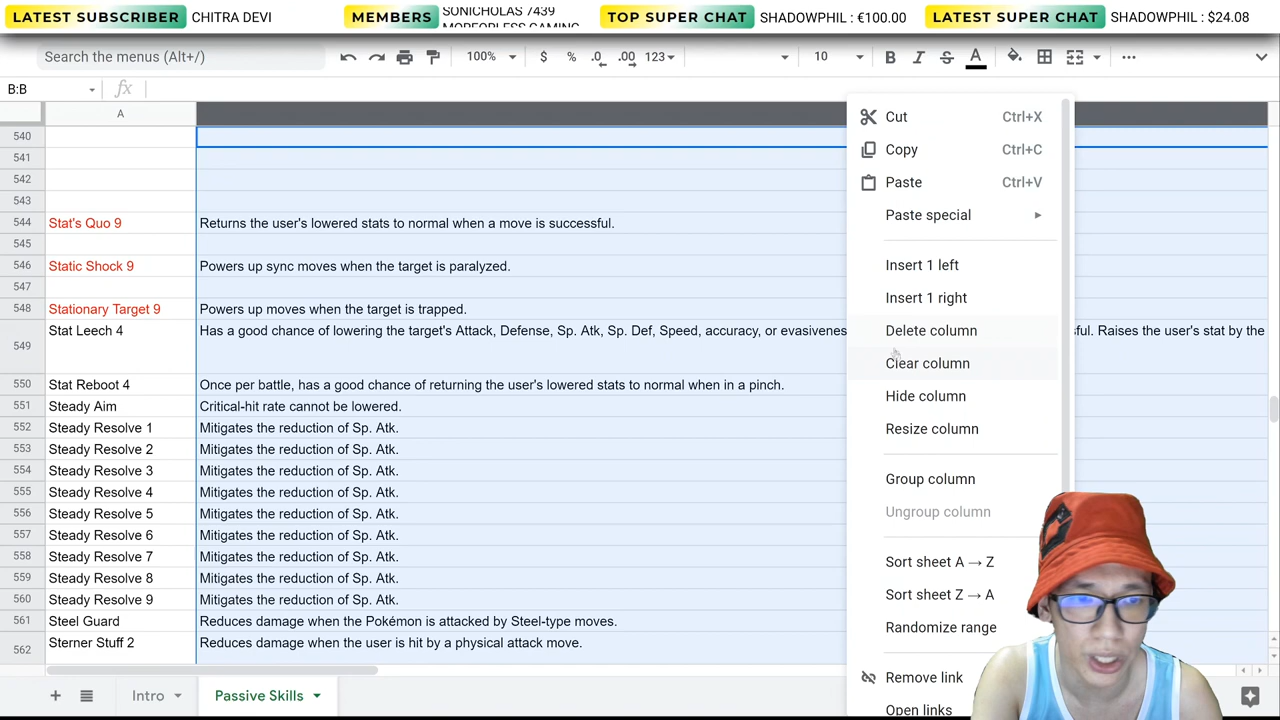 LATEST SUBSCRIBER CHITRA DEVI MEMBERS SONICHOLAS 7439 TOP SUPER CHAT SHADOWPHIL : €100.00 LATEST SUPER CHAT SHADOWPHIL : $24.08
Search the menus (Alt+/) 100% $ % .0 .00 123 10 B I S A
B:B fx
A
540
541
542
543
544 Stat's Quo 9 Returns the user's lowered stats to normal when a move is successful.
545
546 Static Shock 9 Powers up sync moves when the target is paralyzed.
547
548 Stationary Target 9 Powers up moves when the target is trapped.
549 Stat Leech 4 Has a good chance of lowering the target's Attack, Defense, Sp. Atk, Sp. Def, Speed, accuracy, or evasiveness ful. Raises the user's stat by the
550 Stat Reboot 4 Once per battle, has a good chance of returning the user's lowered stats to normal when in a pinch.
551 Steady Aim Critical-hit rate cannot be lowered.
552 Steady Resolve 1 Mitigates the reduction of Sp. Atk.
553 Steady Resolve 2 Mitigates the reduction of Sp. Atk.
554 Steady Resolve 3 Mitigates the reduction of Sp. Atk.
555 Steady Resolve 4 Mitigates the reduction of Sp. Atk.
556 Steady Resolve 5 Mitigates the reduction of Sp. Atk.
557 Steady Resolve 6 Mitigates the reduction of Sp. Atk.
558 Steady Resolve 7 Mitigates the reduction of Sp. Atk.
559 Steady Resolve 8 Mitigates the reduction of Sp. Atk.
560 Steady Resolve 9 Mitigates the reduction of Sp. Atk.
561 Steel Guard Reduces damage when the Pokémon is attacked by Steel-type moves.
562 Sterner Stuff 2 Reduces damage when the user is hit by a physical attack move.
Cut Ctrl+X
Copy Ctrl+C
Paste Ctrl+V
Paste special
Insert 1 left
Insert 1 right
Delete column
Clear column
Hide column
Resize column
Group column
Ungroup column
Sort sheet A → Z
Sort sheet Z → A
Randomize range
Remove link
Open links
Intro Passive Skills